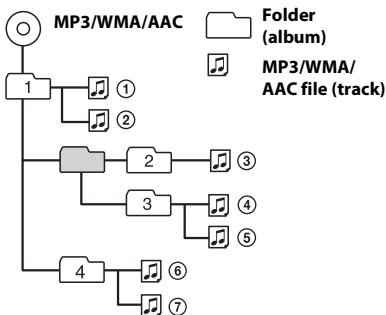 MP3/WMA/AAC
Folder
(album)
MP3/WMA/
AAC file (track)
1
①
②
2
③
3
④
⑤
4
⑥
⑦